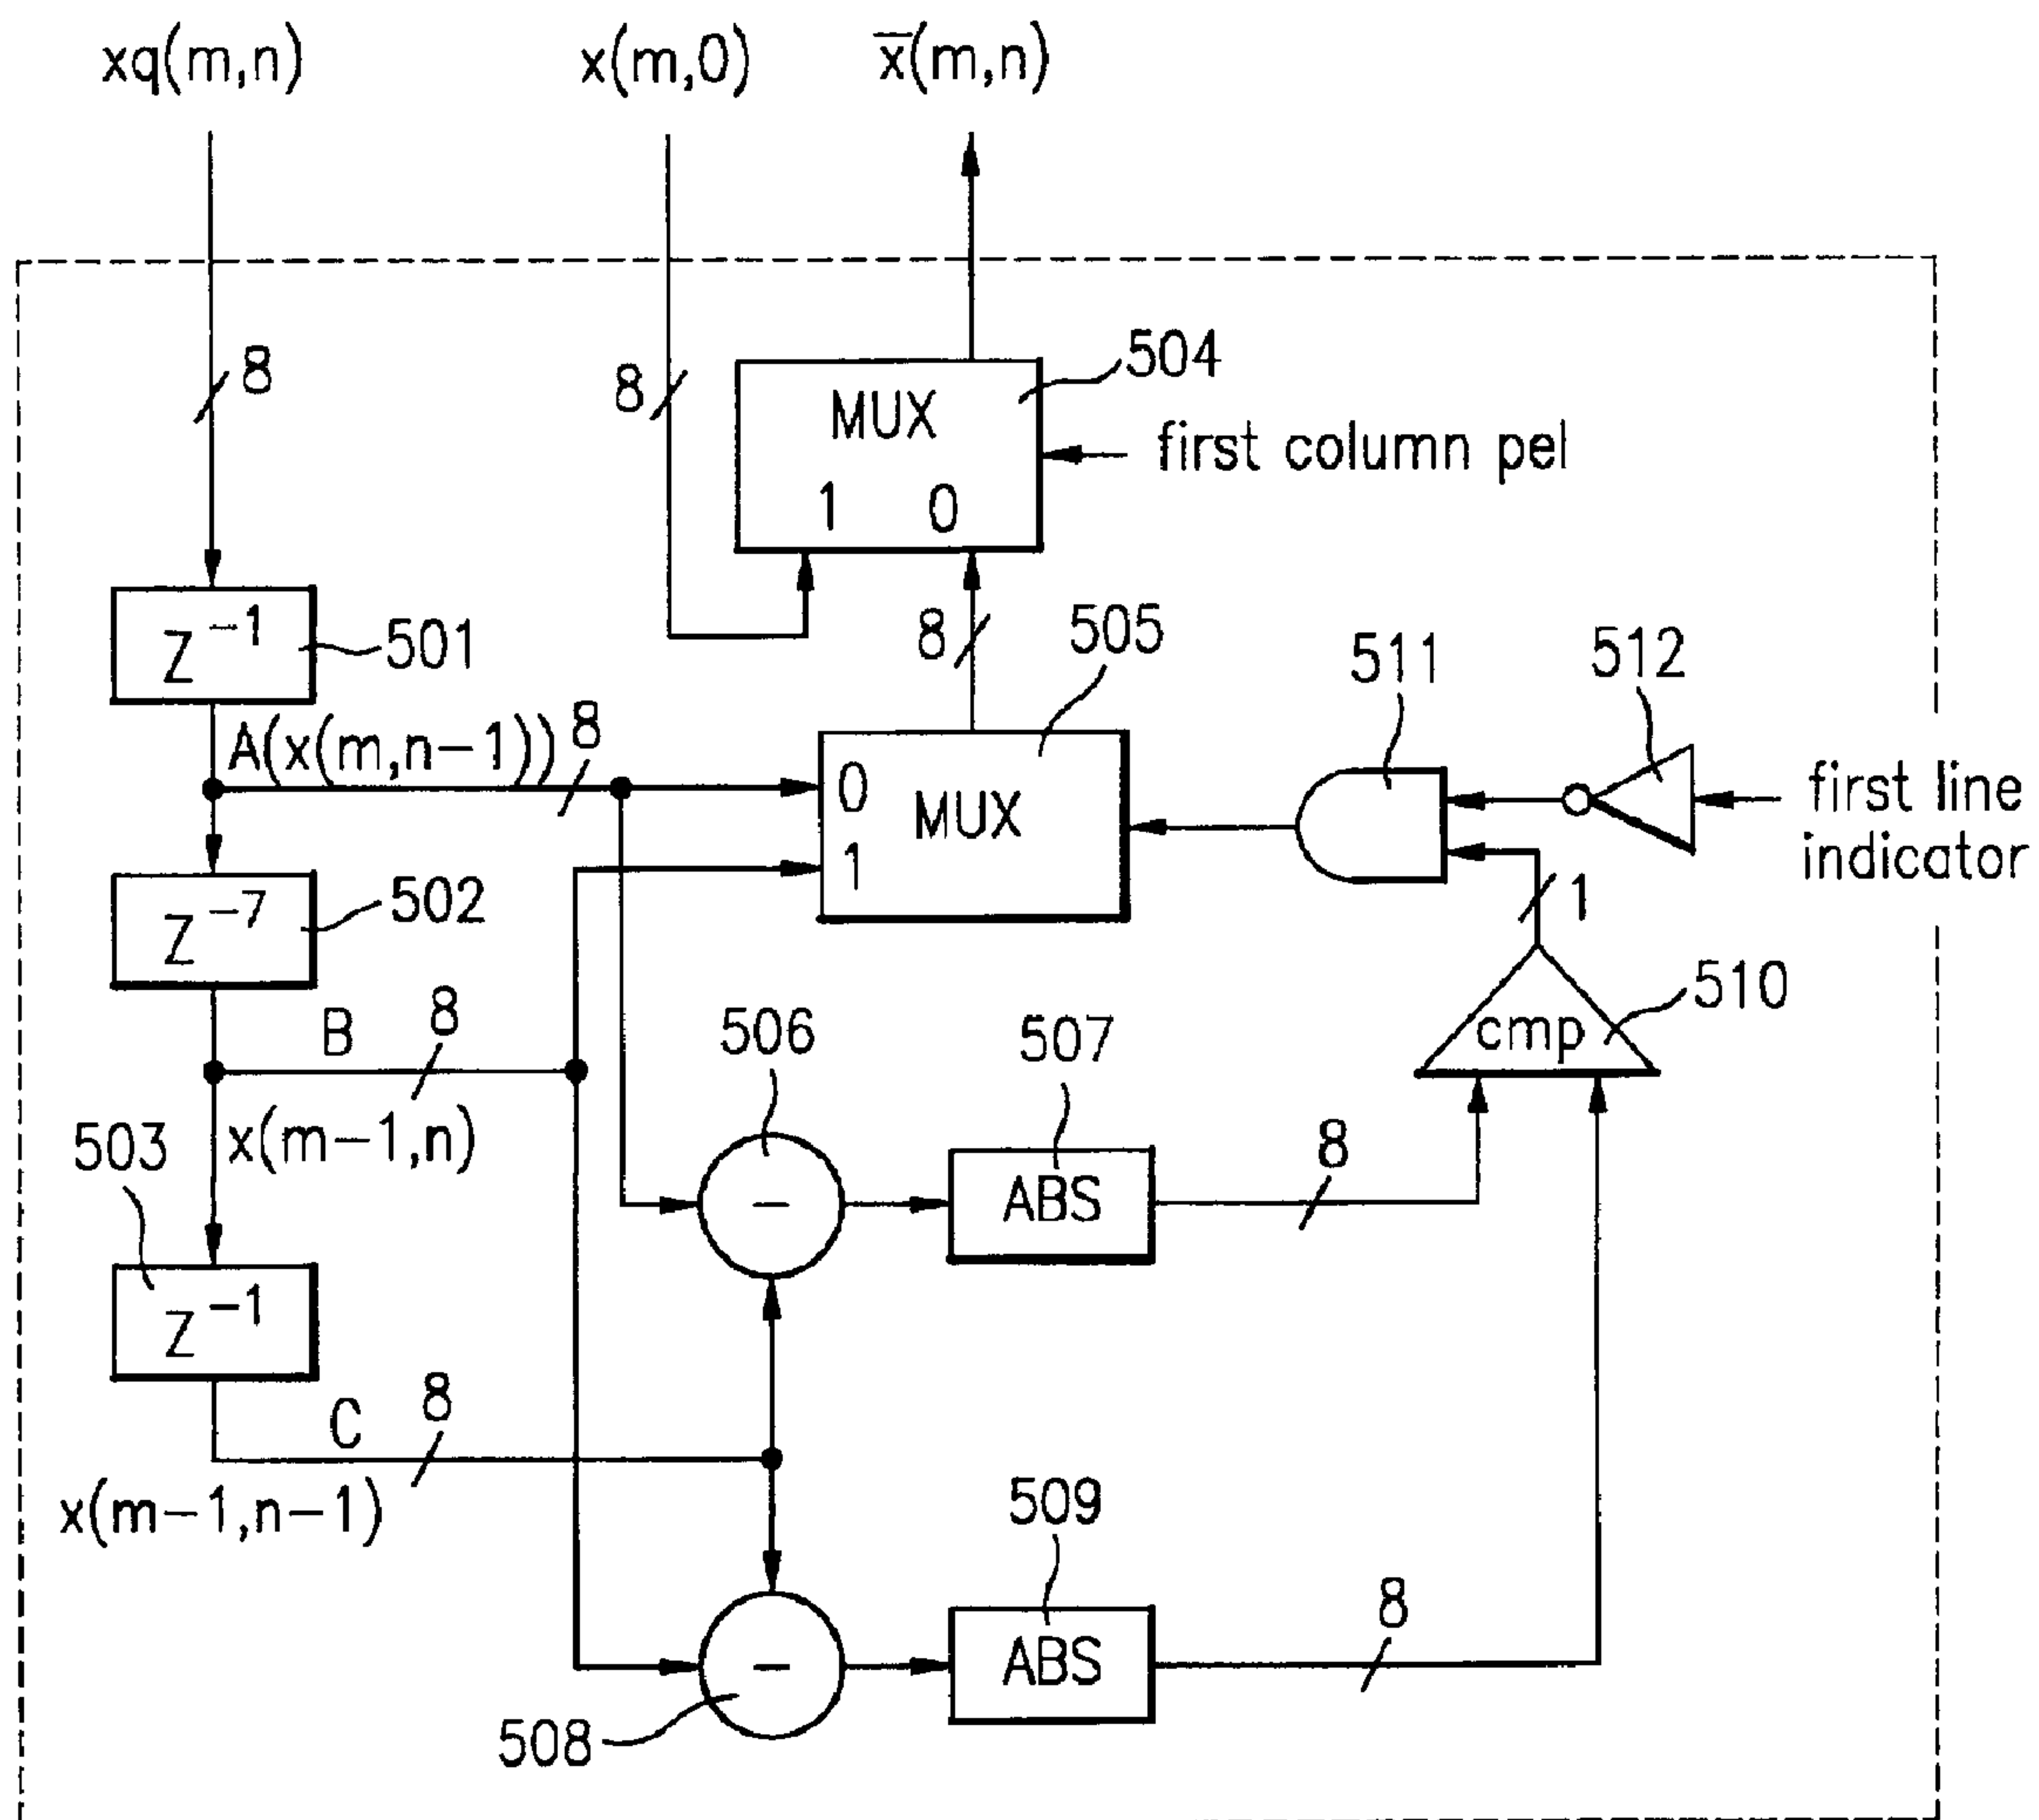 xq(m,n)
x(m,0)
x̄(m,n)
8
8
504
MUX
first column pel
1 0
Z⁻¹
501
8
505
511
512
A(x(m,n−1))
8
0
MUX
1
first line
indicator
Z⁻⁷
502
1
B
8
506
507
cmp
510
503
x(m−1,n)
−
ABS
8
Z⁻¹
C
8
x(m−1,n−1)
509
−
ABS
8
508